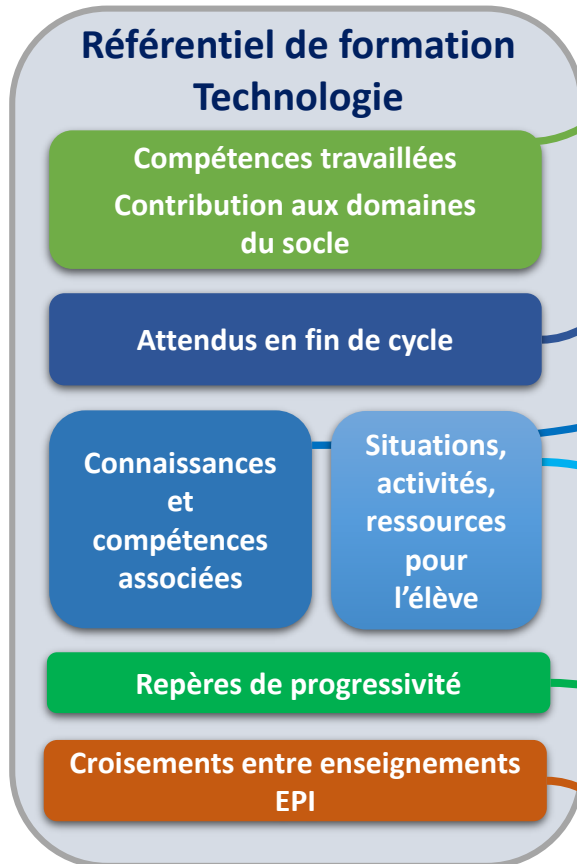 Référentiel de formation
Technologie
Compétences travaillées
Contribution aux domaines
du socle
Attendus en fin de cycle
Connaissances
et
compétences
associées
Situations,
activités,
ressources
pour
l’élève
Repères de progressivité
Croisements entre enseignements
EPI